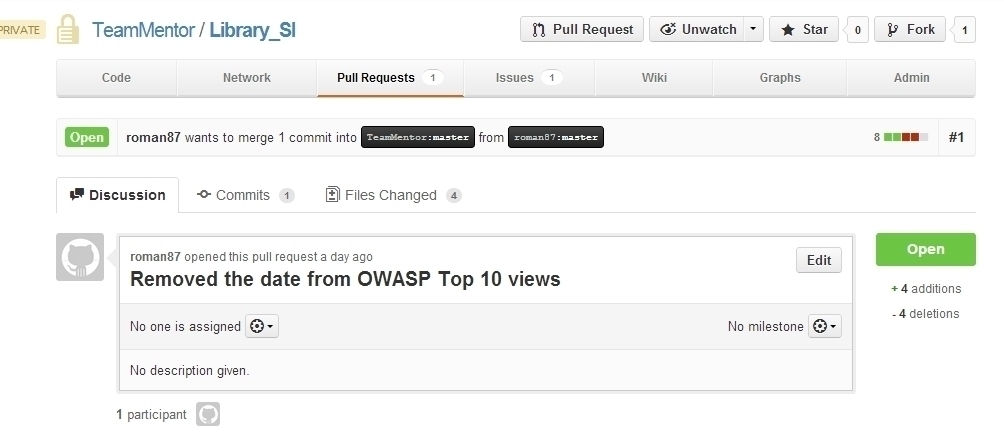 PRIVATE
TeamMentor / Library_SI
Pull Request Unwatch Star 0 Fork 1
Code Network Pull Requests 1 Issues 1 Wiki Graphs Admin
Open roman87 wants to merge 1 commit into TeamMentor:master from roman87:master 8 #1
Discussion Commits 1 Files Changed 4
roman87 opened this pull request a day ago
Removed the date from OWASP Top 10 views
Edit
Open
+ 4 additions
- 4 deletions
No one is assigned No milestone
No description given.
1 participant